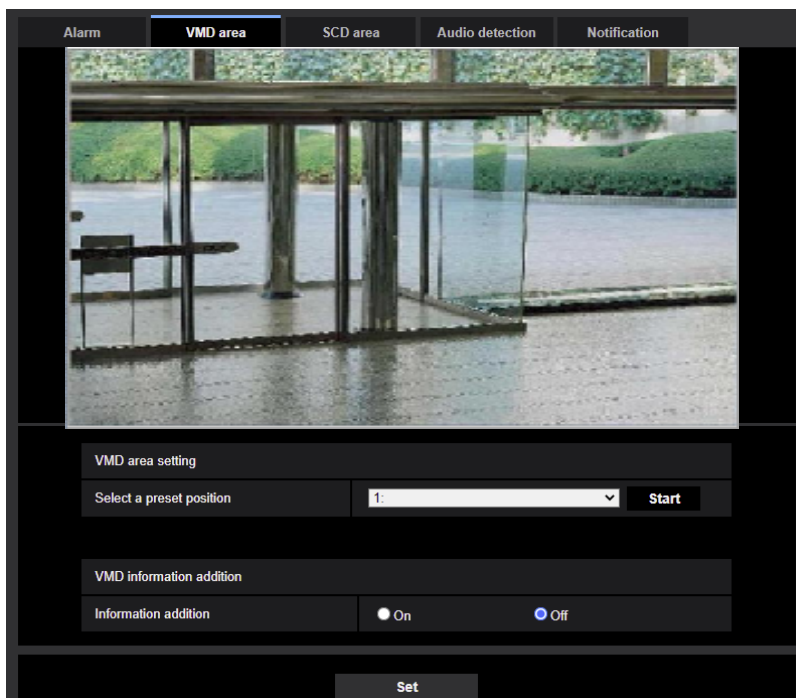 Alarm VMD area SCD area Audio detection Notification
VMD area setting
Select a preset position 1: Start
VMD information addition
Information addition On Off
Set